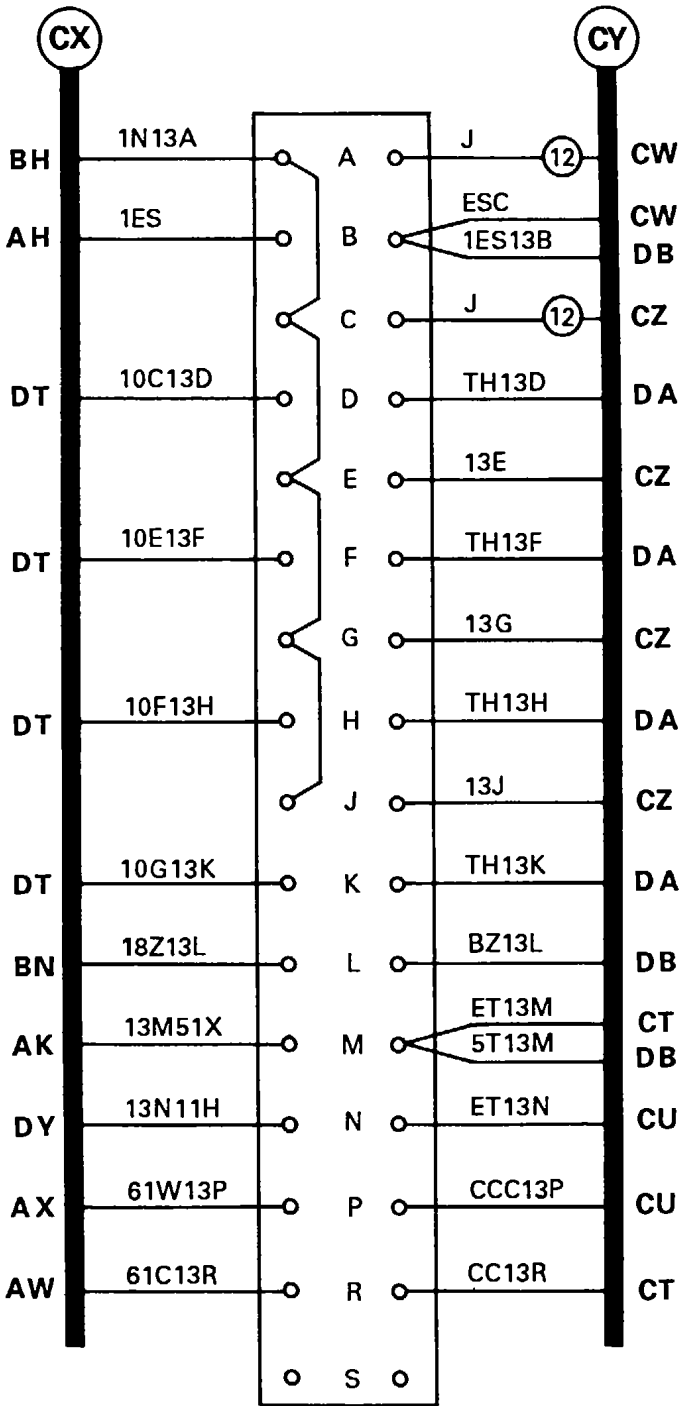 CX CY
1N13A J
BH A 12 CW
ESC CW
1ES
AH B 1ES13B DB
J
C 12 CZ
10C13D TH13D
DT D DA
13E
E CZ
10E13F TH13F
DT F DA
13G
G CZ
10F13H TH13H
DT H DA
13J
J CZ
10G13K TH13K
DT K DA
18Z13L BZ13L
BN L DB
ET13M CT
13M51X
AK M 5T13M DB
13N11H ET13N
DY N CU
61W13P CCC13P
AX P CU
61C13R CC13R
AW R CT
S